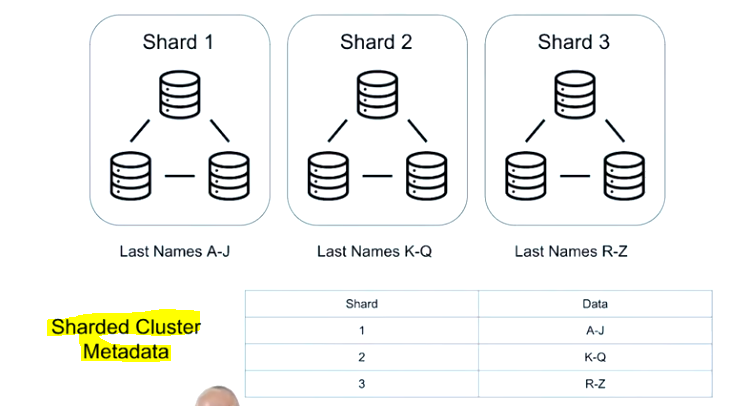 Shard 1
Shard 2
Shard 3
Last Names A-J
Last Names K-Q
Last Names R-Z
Sharded Cluster
Metadata
Shard Data
1 A-J
2 K-Q
3 R-Z